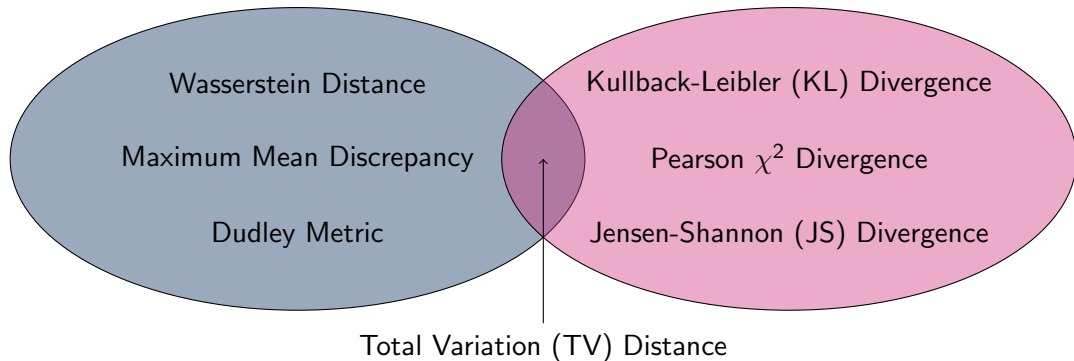 Wasserstein Distance
Kullback-Leibler (KL) Divergence
Maximum Mean Discrepancy
Pearson χ² Divergence
Dudley Metric
Jensen-Shannon (JS) Divergence
Total Variation (TV) Distance